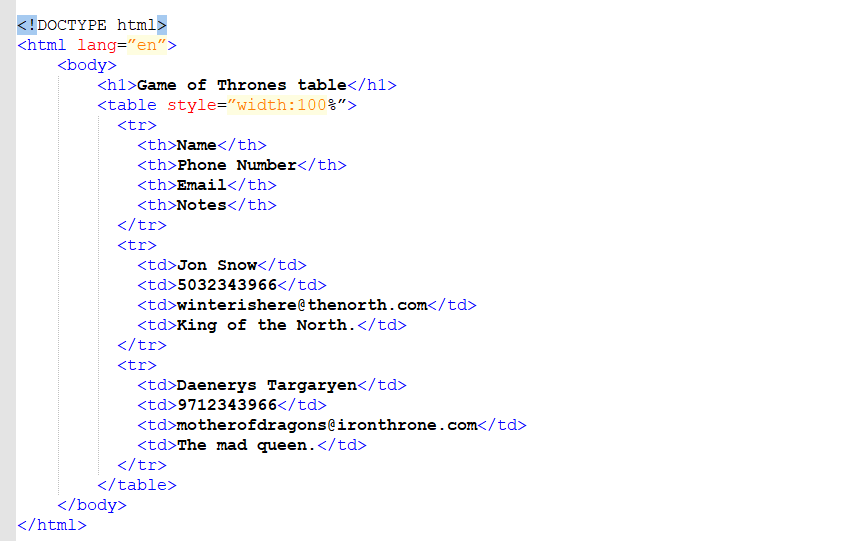 <!DOCTYPE html>
<html lang=”en”>
    <body>
        <h1>Game of Thrones table</h1>
        <table style=”width:100%”>
          <tr>
            <th>Name</th>
            <th>Phone Number</th>
            <th>Email</th>
            <th>Notes</th>
          </tr>
          <tr>
            <td>Jon Snow</td>
            <td>5032343966</td>
            <td>winterishere@thenorth.com</td>
            <td>King of the North.</td>
          </tr>
          <tr>
            <td>Daenerys Targaryen</td>
            <td>9712343966</td>
            <td>motherofdragons@ironthrone.com</td>
            <td>The mad queen.</td>
          </tr>
        </table>
    </body>
</html>